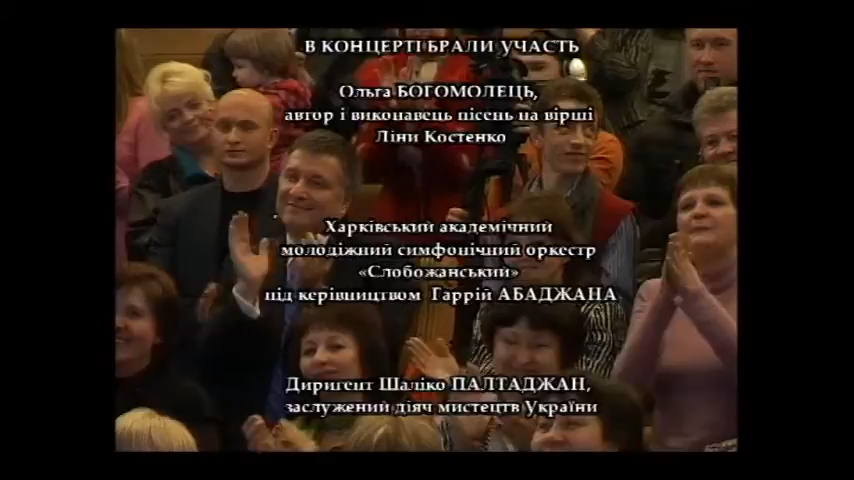 В КОНЦЕРТІ БРАЛИ УЧАСТЬ
Ольга БОГОМОЛЕЦЬ,
автор і виконавець пісень на вірші
Ліни Костенко
Харківський академічний
молодіжний симфонічний оркестр
«Слобожанський»
під керівництвом Гаррій АБАДЖАНА
Диригент Шаліко ПАЛТАДЖАН,
заслужений діяч мистецтв України